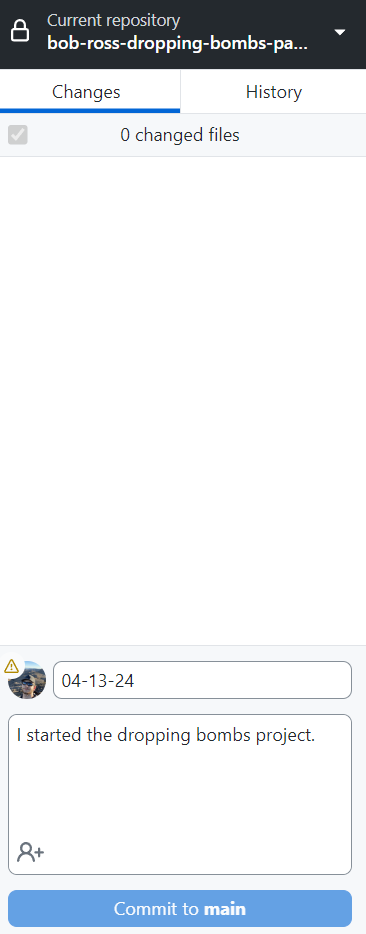 Current repository
bob-ross-dropping-bombs-pa...
Changes
History
0 changed files
04-13-24
I started the dropping bombs project.
Commit to main